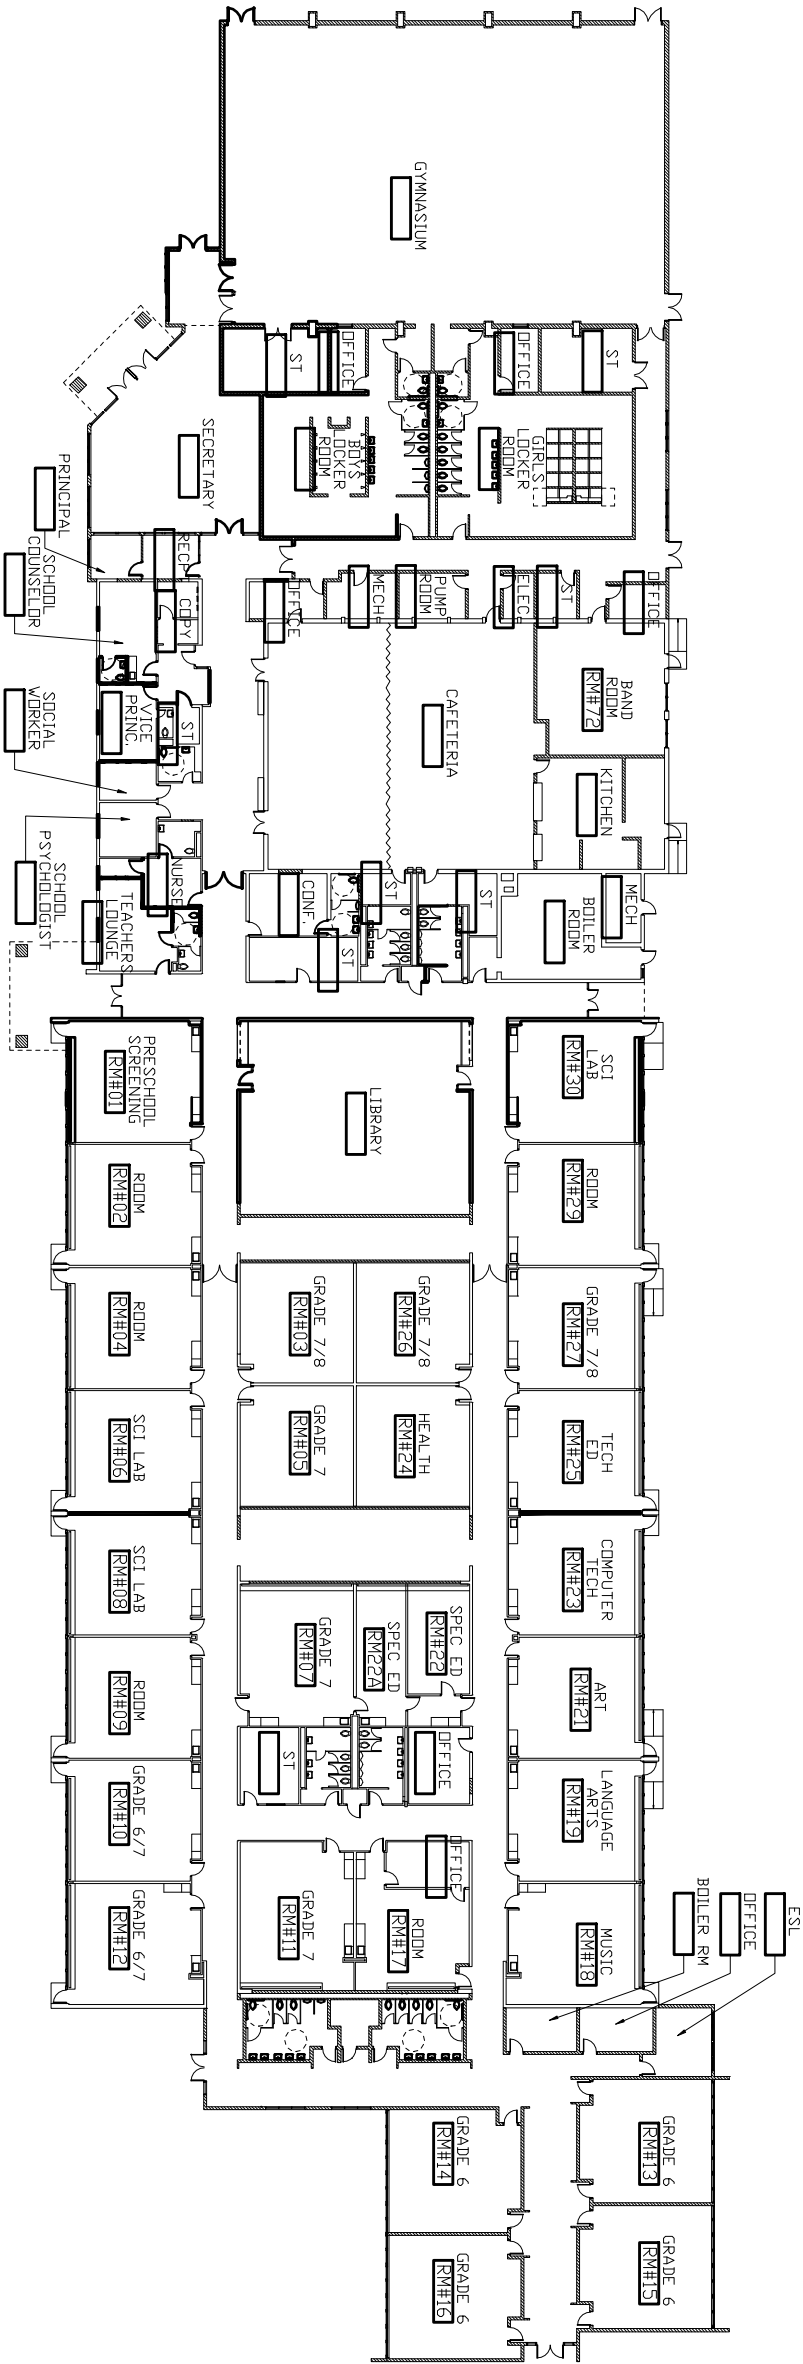 GYMNASIUM
ST
OFFICE
OFFICE
ST
SECRETARY
BOYS
LOCKER
ROOM
GIRLS
LOCKER
ROOM
PRINCIPAL
SCHOOL
COUNSELOR
RECP.
COPY
OFFICE
MECH
PUMP
ROOM
ELEC
ST
OFFICE
SOCIAL
WORKER
VICE
PRINC.
ST
CAFETERIA
BAND
ROOM
RM#72
KITCHEN
SCHOOL
PSYCHOLOGIST
NURSE
TEACHERS
LOUNGE
CONF.
ST
ST
ST
BOILER
ROOM
MECH
PRESCHOOL
SCREENING
RM#01
LIBRARY
SCI
LAB
RM#30
ROOM
RM#02
ROOM
RM#29
ROOM
RM#04
GRADE 7/8
RM#03
GRADE 7/8
RM#26
GRADE 7/8
RM#27
SCI LAB
RM#06
GRADE 7
RM#05
HEALTH
RM#24
TECH
ED
RM#25
SCI LAB
RM#08
GRADE 7
RM#07
SPEC ED
RM22A
SPEC ED
RM#22
COMPUTER
TECH
RM#23
ROOM
RM#09
ART
RM#21
ST
OFFICE
GRADE 6/7
RM#10
LANGUAGE
ARTS
RM#19
GRADE 6/7
RM#12
GRADE 7
RM#11
OFFICE
ROOM
RM#17
MUSIC
RM#18
BOILER RM
OFFICE
ESL
GRADE 6
RM#14
GRADE 6
RM#13
GRADE 6
RM#16
GRADE 6
RM#15